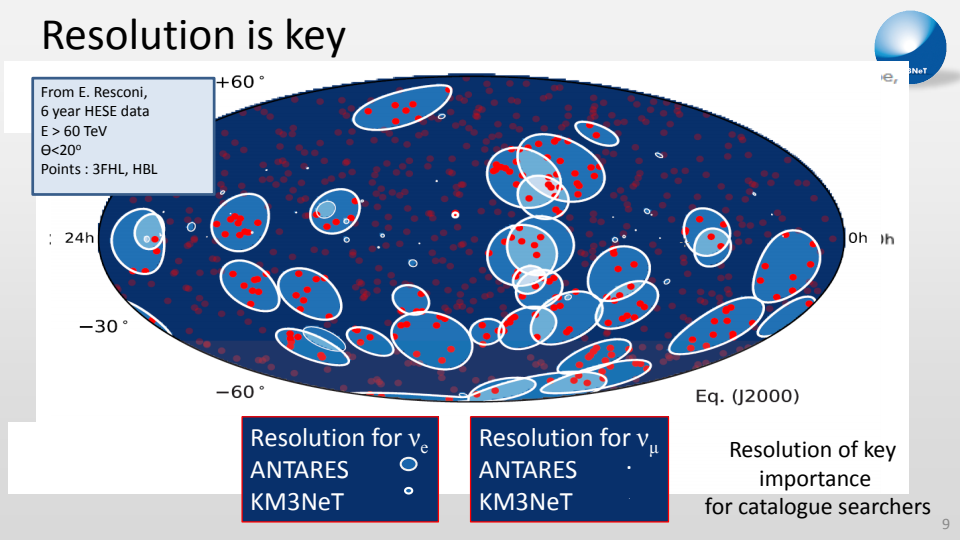 Resolution is key
From E. Resconi,
6 year HESE data
E > 60 TeV
Θ<20°
Points : 3FHL, HBL
+60°
24h
0h
−30°
−60°
Eq. (J2000)
Resolution for νe
ANTARES
KM3NeT
Resolution for νμ
ANTARES
KM3NeT
Resolution of key
importance
for catalogue searchers
9